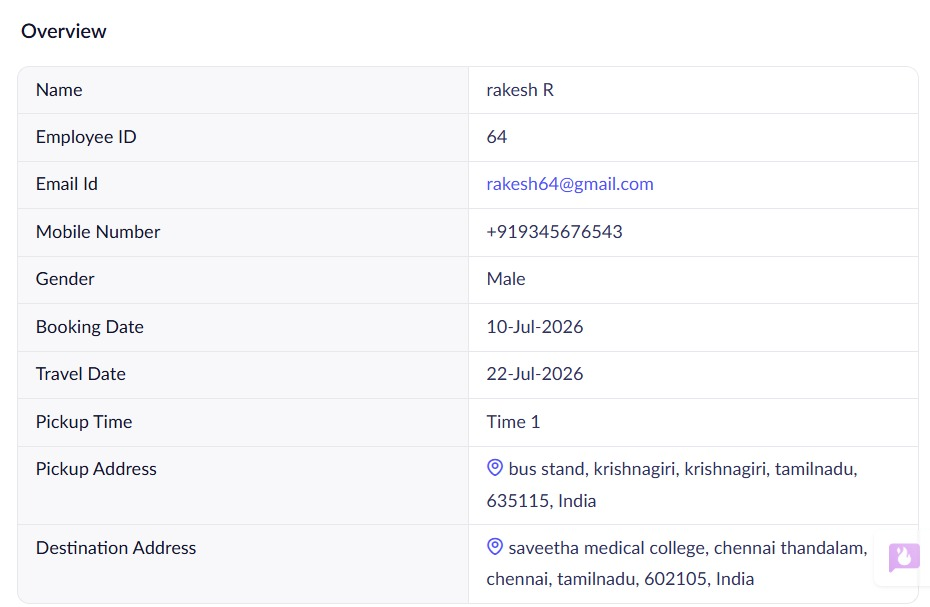 Overview
Name rakesh R
Employee ID 64
Email Id rakesh64@gmail.com
Mobile Number +919345676543
Gender Male
Booking Date 10-Jul-2026
Travel Date 22-Jul-2026
Pickup Time Time 1
Pickup Address bus stand, krishnagiri, krishnagiri, tamilnadu,
635115, India
Destination Address saveetha medical college, chennai thandalam,
chennai, tamilnadu, 602105, India